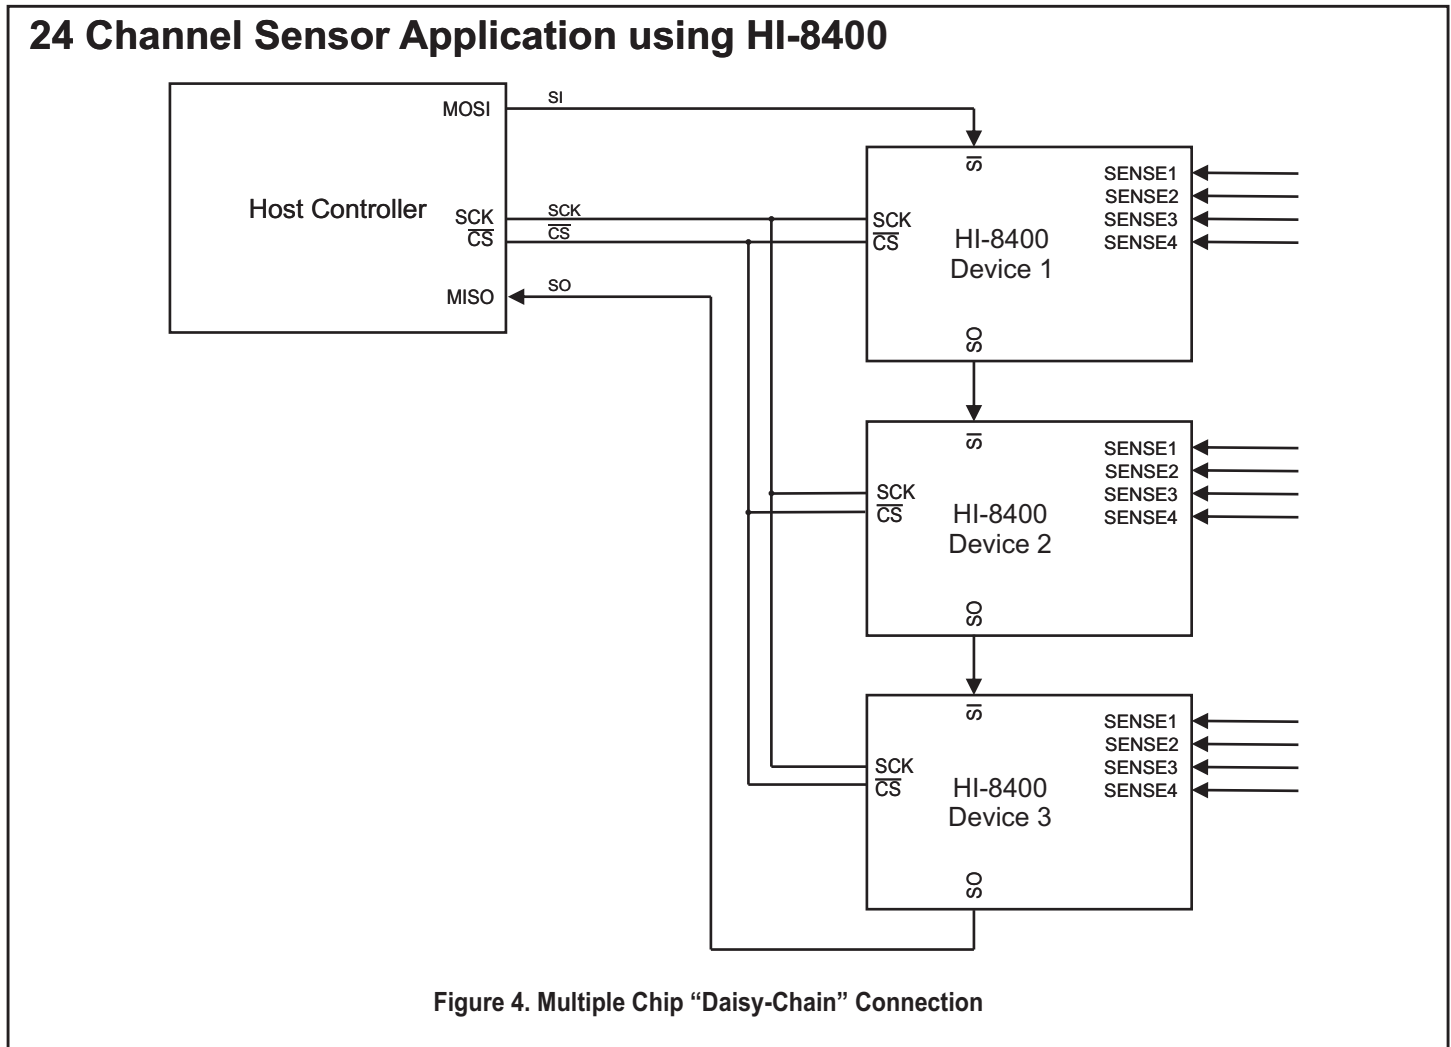 24 Channel Sensor Application using HI-8400
MOSI
SI
Host Controller
SCK
SCK
CS
CS
MISO
SO
SI
SENSE1
SENSE2
SENSE3
SENSE4
SCK
CS
HI-8400
Device 1
SO
SI
SENSE1
SENSE2
SENSE3
SENSE4
SCK
CS
HI-8400
Device 2
SO
SI
SENSE1
SENSE2
SENSE3
SENSE4
SCK
CS
HI-8400
Device 3
SO
Figure 4. Multiple Chip “Daisy-Chain” Connection